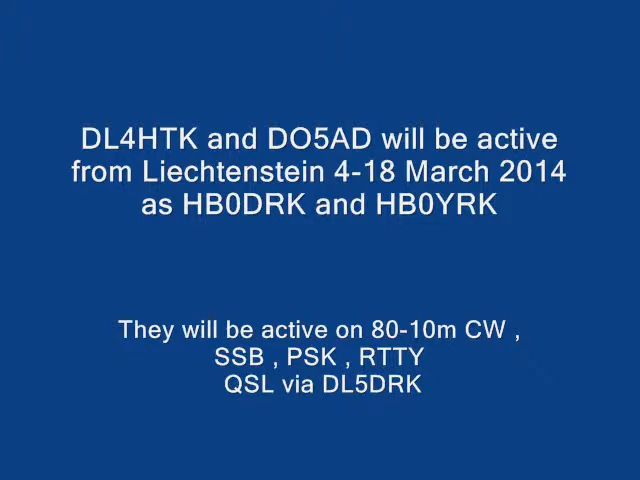 DL4HTK and DO5AD will be active
from Liechtenstein 4-18 March 2014
as HB0DRK and HB0YRK
They will be active on 80-10m CW ,
SSB , PSK , RTTY
QSL via DL5DRK